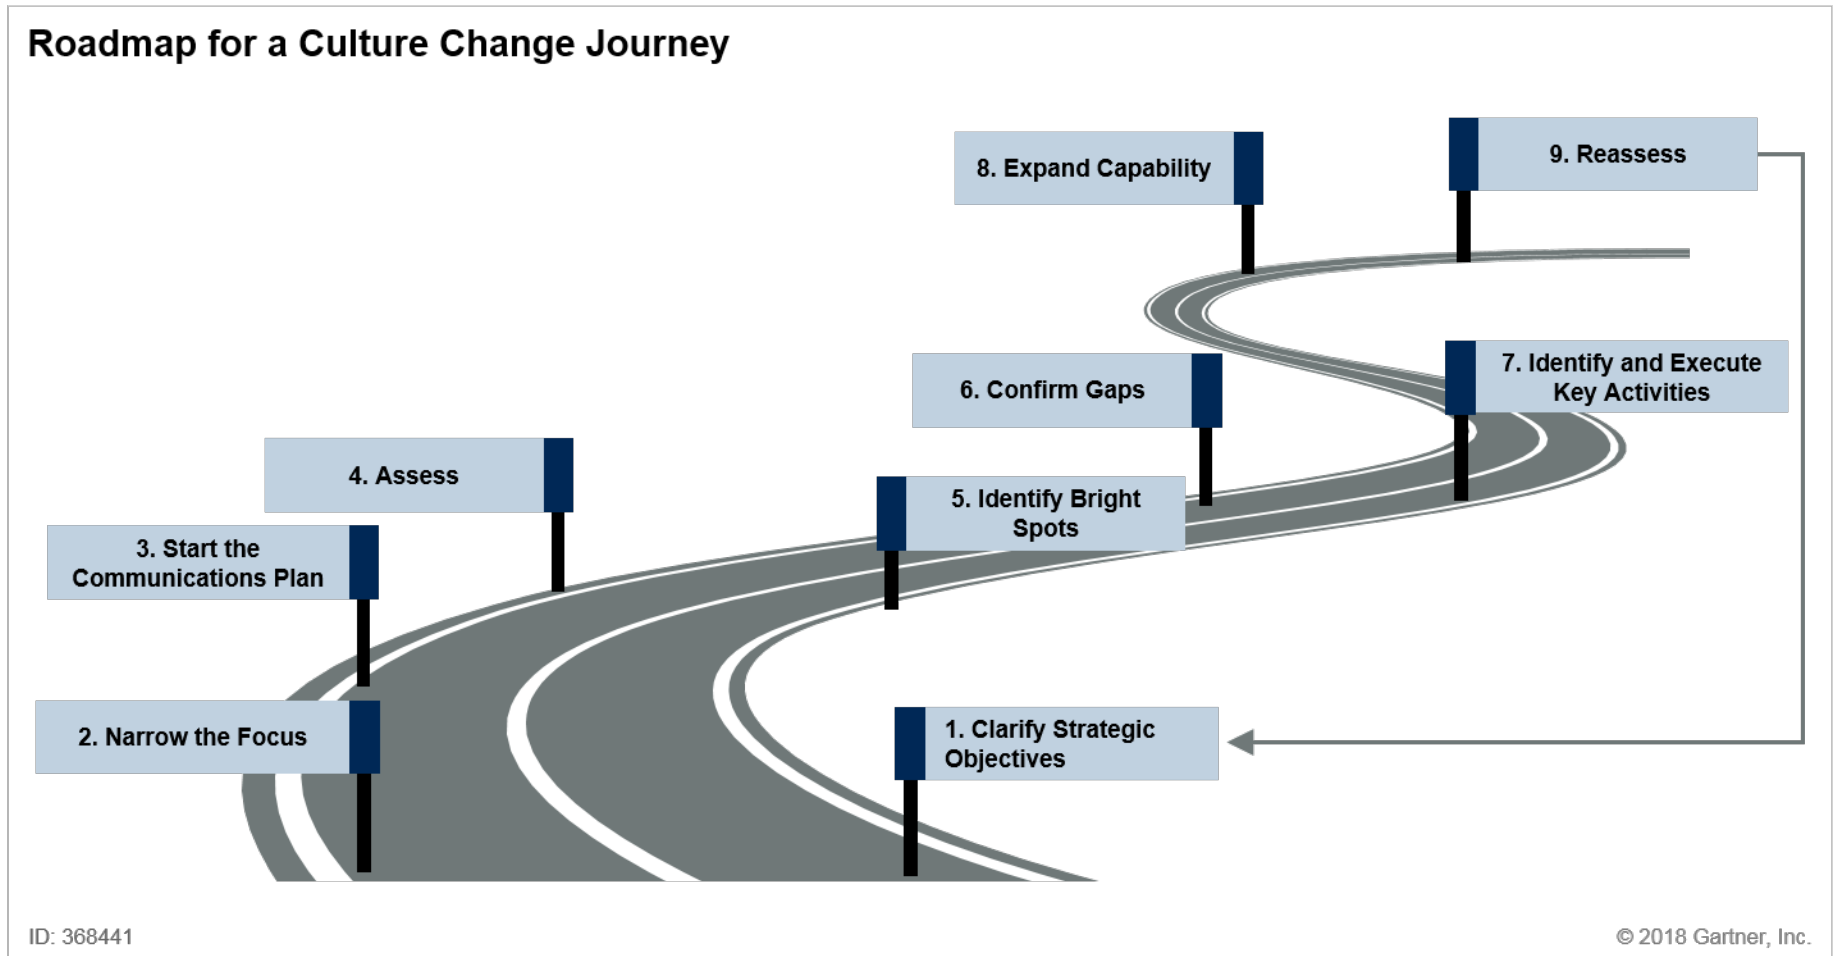 Roadmap for a Culture Change Journey
8. Expand Capability
9. Reassess
7. Identify and Execute
Key Activities
6. Confirm Gaps
4. Assess
5. Identify Bright
Spots
3. Start the
Communications Plan
2. Narrow the Focus
1. Clarify Strategic
Objectives
ID: 368441
© 2018 Gartner, Inc.